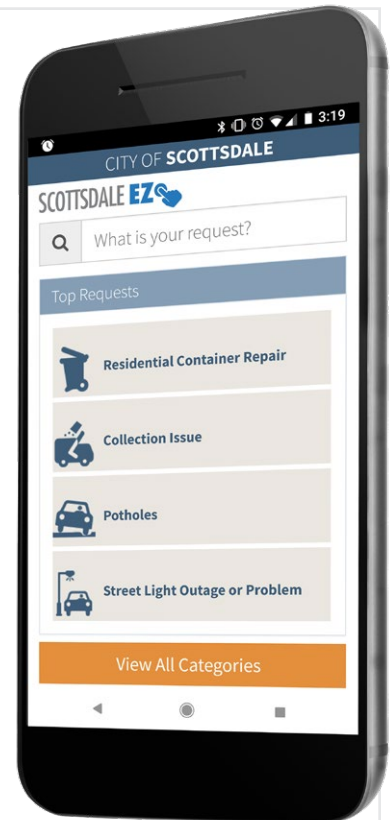 3:19
CITY OF SCOTTSDALE
SCOTTSDALE EZ
What is your request?
Top Requests
Residential Container Repair
Collection Issue
Potholes
Street Light Outage or Problem
View All Categories